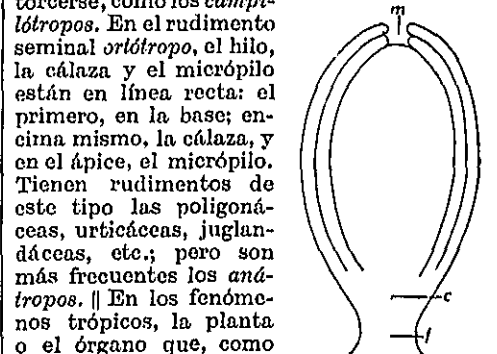 torcerse, como los campi-
lótropos. En el rudimento
seminal ortótropo, el hilo,
la cálaza y el micrópilo
están en línea recta: el
primero, en la base; en-
cima mismo, la cálaza, y
en el ápice, el micrópilo.
Tienen rudimentos de
este tipo las poligoná-
ceas, urticáceas, juglan-
dáceas, etc.; pero son
más frecuentes los aná-
tropos. || En los fenóme-
nos trópicos, la planta
o el órgano que, como
m
c
f